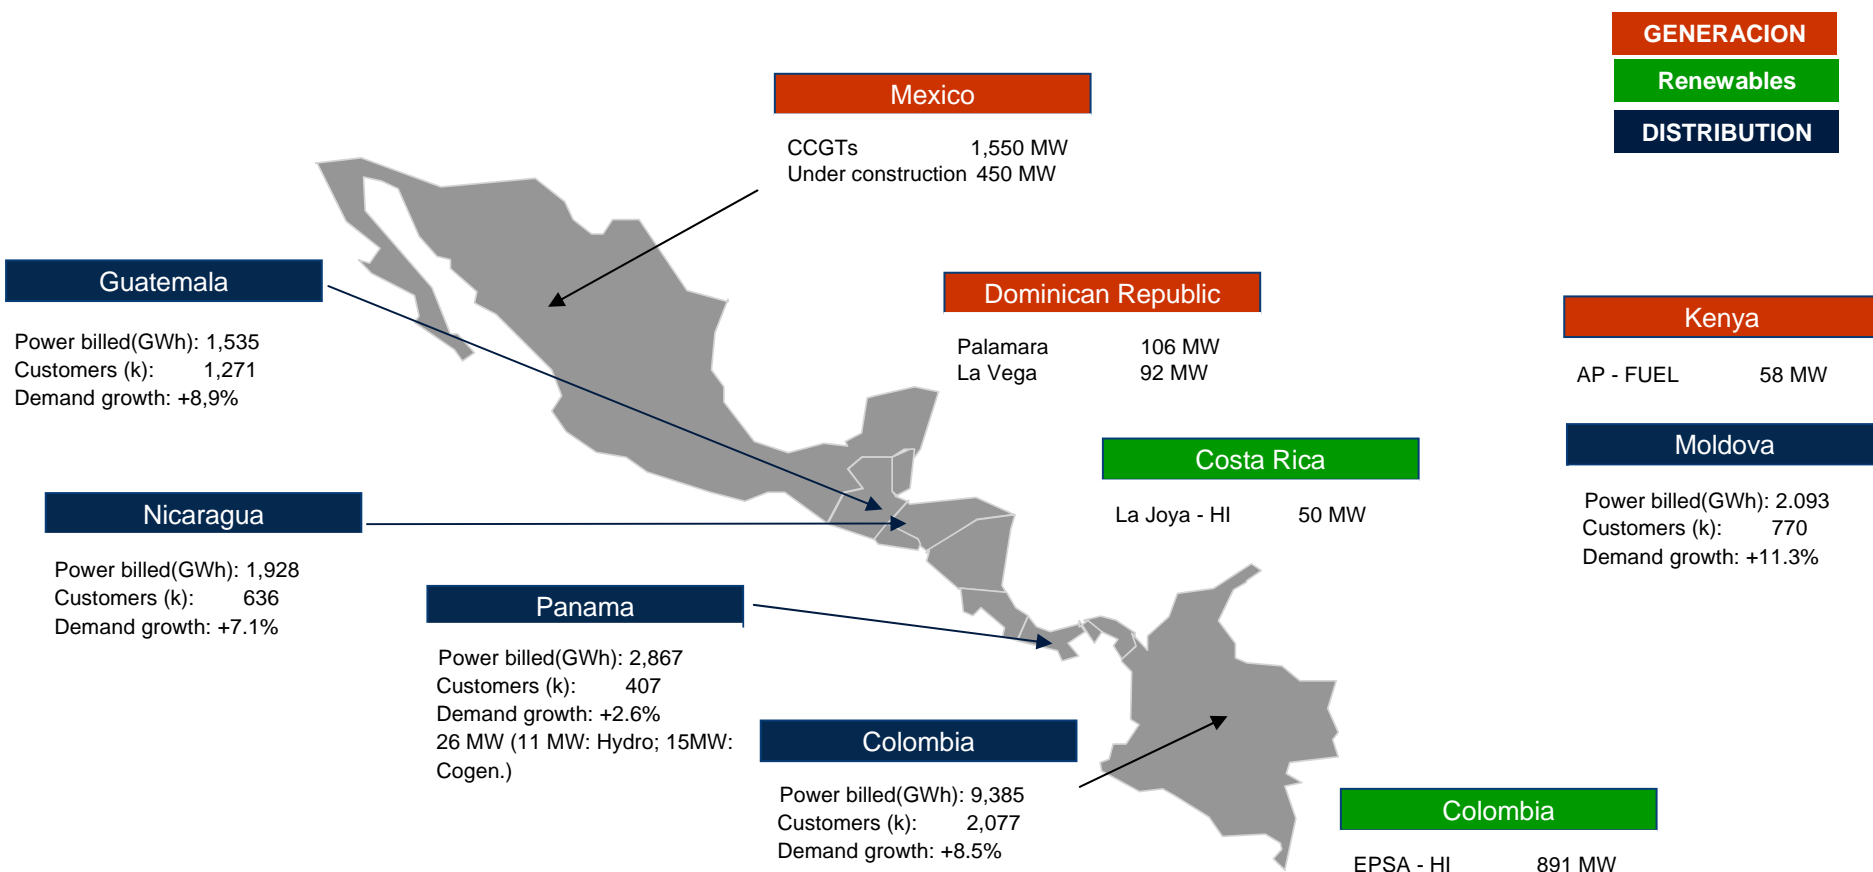 GENERACION
Renewables
DISTRIBUTION
Mexico
CCGTs 1,550 MW
Under construction 450 MW
Guatemala
Power billed(GWh): 1,535
Customers (k): 1,271
Demand growth: +8,9%
Dominican Republic
Palamara 106 MW
La Vega 92 MW
Kenya
AP - FUEL 58 MW
Costa Rica
La Joya - HI 50 MW
Moldova
Power billed(GWh): 2.093
Customers (k): 770
Demand growth: +11.3%
Nicaragua
Power billed(GWh): 1,928
Customers (k): 636
Demand growth: +7.1%
Panama
Power billed(GWh): 2,867
Customers (k): 407
Demand growth: +2.6%
26 MW (11 MW: Hydro; 15MW:
Cogen.)
Colombia
Power billed(GWh): 9,385
Customers (k): 2,077
Demand growth: +8.5%
Colombia
EPSA - HI 891 MW